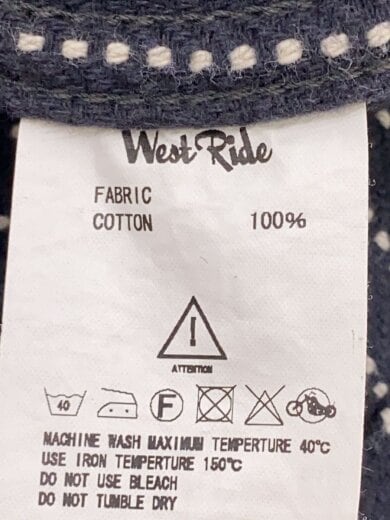 West Ride
FABRIC
COTTON 100%
!
ATTENTION
40 F
MACHINE WASH MAXIMUM TEMPERTURE 40°C
USE IRON TEMPERTURE 150°C
DO NOT USE BLEACH
DO NOT TUMBLE DRY